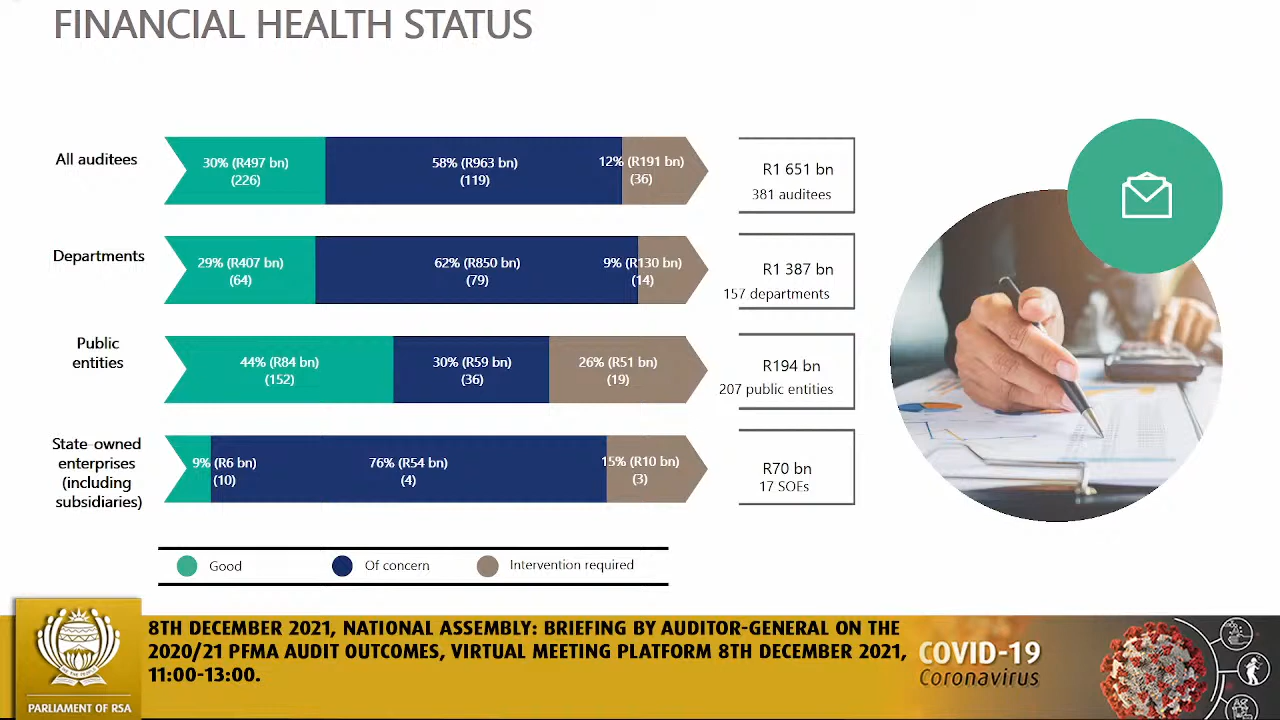 FINANCIAL HEALTH STATUS
All auditees
30% (R497 bn)
(226)
58% (R963 bn)
(119)
12% (R191 bn)
(36)
R1 651 bn
381 auditees
Departments
29% (R407 bn)
(64)
62% (R850 bn)
(79)
9% (R130 bn)
(14)
R1 387 bn
157 departments
Public
entities
44% (R84 bn)
(152)
30% (R59 bn)
(36)
26% (R51 bn)
(19)
R194 bn
207 public entities
State-owned
enterprises
(including
subsidiaries)
9% (R6 bn)
(10)
76% (R54 bn)
(4)
15% (R10 bn)
(3)
R70 bn
17 SOEs
Good
Of concern
Intervention required
8TH DECEMBER 2021, NATIONAL ASSEMBLY: BRIEFING BY AUDITOR-GENERAL ON THE
2020/21 PFMA AUDIT OUTCOMES, VIRTUAL MEETING PLATFORM 8TH DECEMBER 2021,
11:00-13:00.
PARLIAMENT OF RSA
COVID-19
Coronavirus